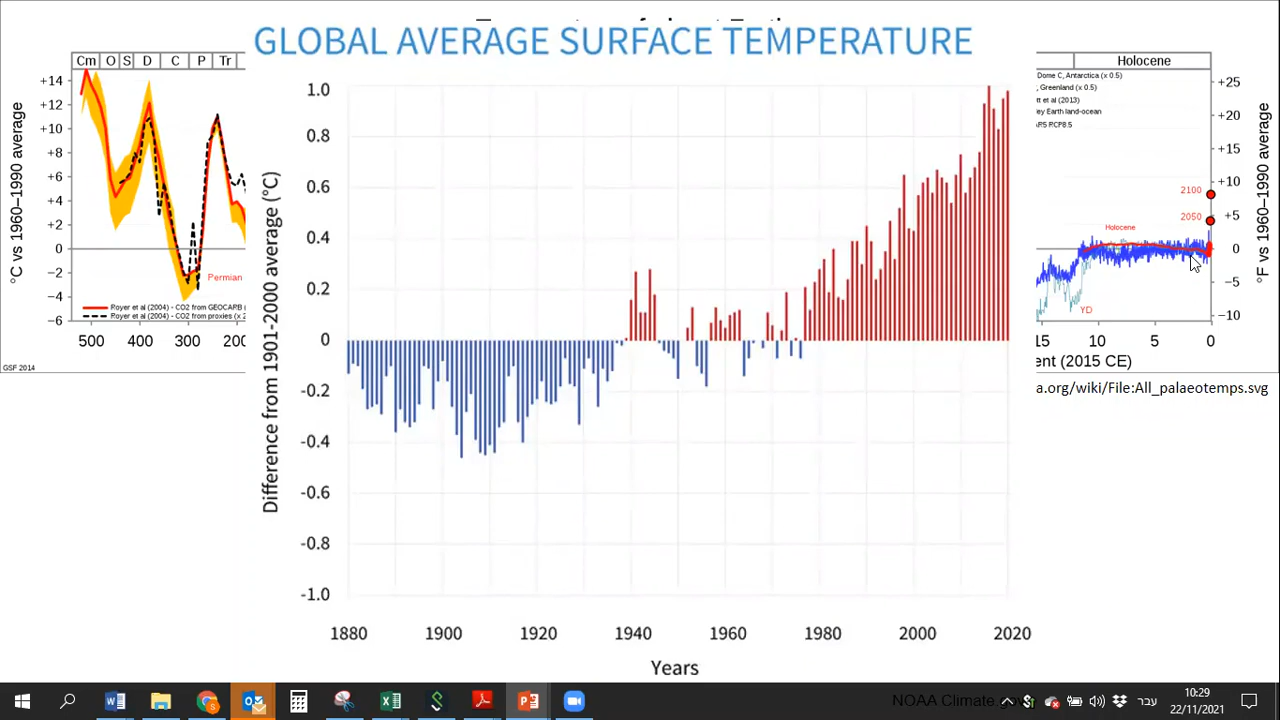 GLOBAL AVERAGE SURFACE TEMPERATURE
Cm O S D C P Tr
+14
+12
+10
+8
+6
+4
+2
0
−2
−4
−6
°C vs 1960–1990 average
Permian
Royer et al (2004) - CO2 from GEOCARB
Royer et al (2004) - CO2 from proxies (x 2
500 400 300 200
GSF 2014
Difference from 1901-2000 average (°C)
1.0
0.8
0.6
0.4
0.2
0
-0.2
-0.4
-0.6
-0.8
-1.0
1880 1900 1920 1940 1960 1980 2000 2020
Years
Holocene
Dome C, Antarctica (x 0.5)
, Greenland (x 0.5)
tt et al (2013)
ley Earth land-ocean
AR5 RCP8.5
2100
2050
Holocene
YD
+25
+20
+15
+10
+5
0
−5
−10
°F vs 1960–1990 average
15 10 5 0
ent (2015 CE)
a.org/wiki/File:All_palaeotemps.svg
NOAA Climate.gov
עבר
10:29
22/11/2021